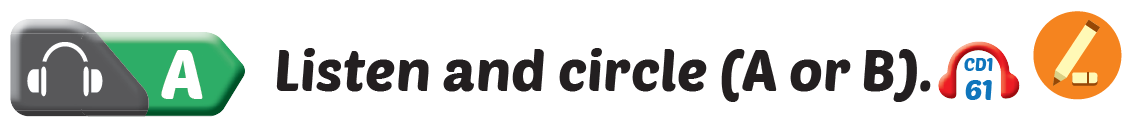 A Listen and circle (A or B). CD1
61